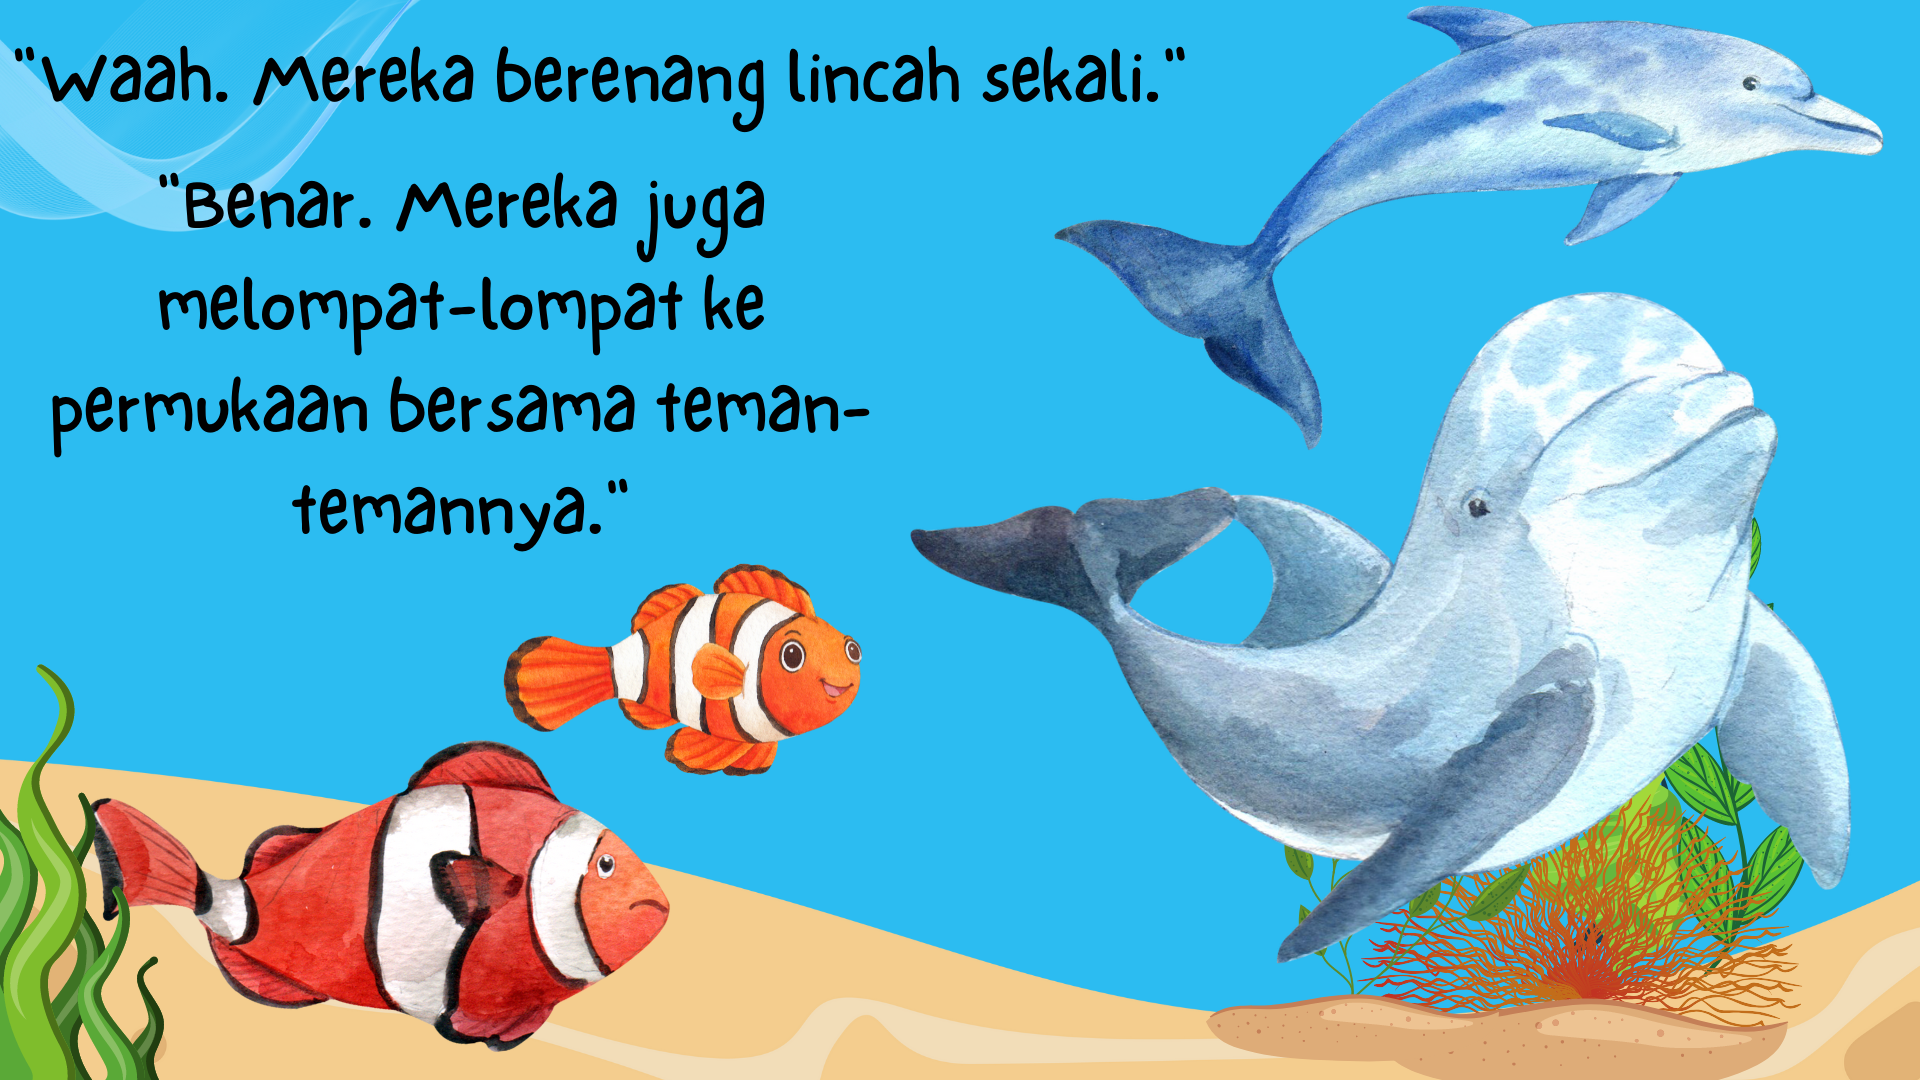 "Waah. Mereka berenang lincah sekali."
"Benar. Mereka juga
melompat-lompat ke
permukaan bersama teman-
temannya."